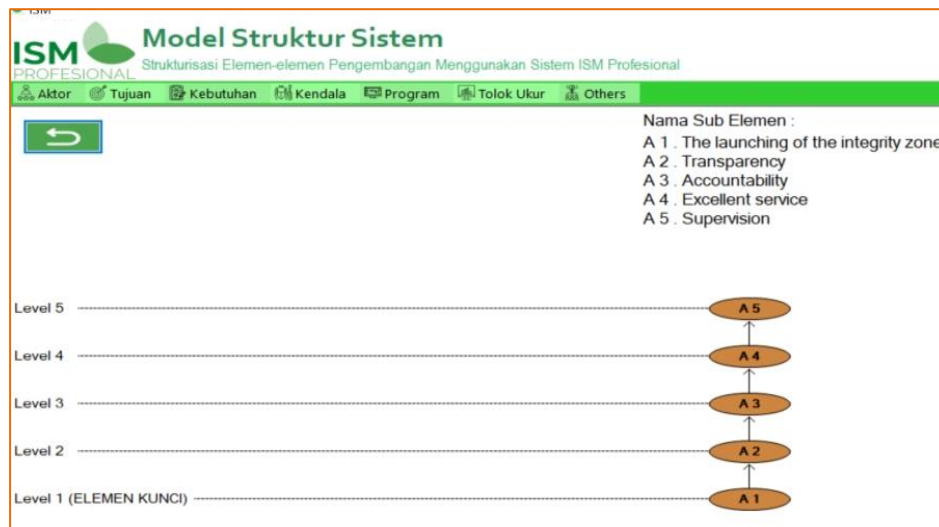 ISM
PROFESIONAL
Model Struktur Sistem
Strukturisasi Elemen-elemen Pengembangan Menggunakan Sistem ISM Profesional
Aktor Tujuan Kebutuhan Kendala Program Tolok Ukur Others
Nama Sub Elemen :
A 1 . The launching of the integrity zone
A 2 . Transparency
A 3 . Accountability
A 4 . Excellent service
A 5 . Supervision
Level 5 A 5
Level 4 A 4
Level 3 A 3
Level 2 A 2
Level 1 (ELEMEN KUNCI) A 1